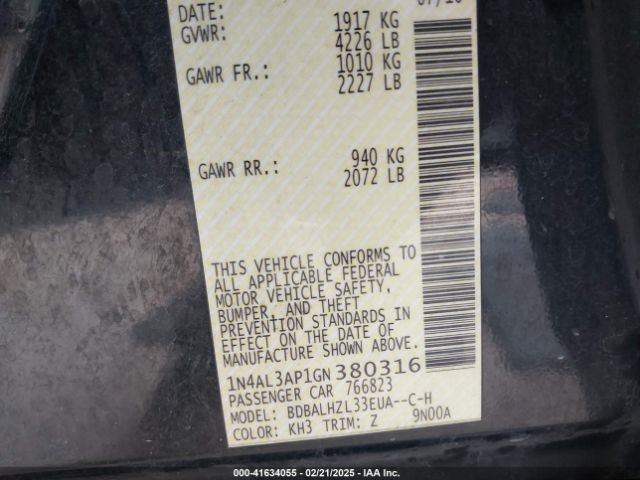 DATE:
GVWR: 1917 KG
4226 LB
GAWR FR.: 1010 KG
2227 LB
GAWR RR.: 940 KG
2072 LB
THIS VEHICLE CONFORMS TO
ALL APPLICABLE FEDERAL
MOTOR VEHICLE SAFETY,
BUMPER, AND THEFT
PREVENTION STANDARDS IN
EFFECT ON THE DATE OF
MANUFACTURE SHOWN ABOVE.
1N4AL3AP1GN380316
PASSENGER CAR 766823
MODEL: BDBALHZL33EUA--C-H
COLOR: KH3 TRIM: Z 9N00A
000-41634055 — 02/21/2025 — IAA Inc.